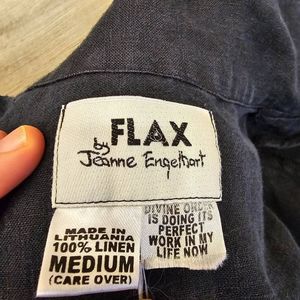 FLAX
by
Jeanne Engelhart
MADE IN
LITHUANIA
100% LINEN
MEDIUM
(CARE OVER)
DIVINE ORDER
IS DOING ITS
PERFECT
WORK IN MY
LIFE NOW